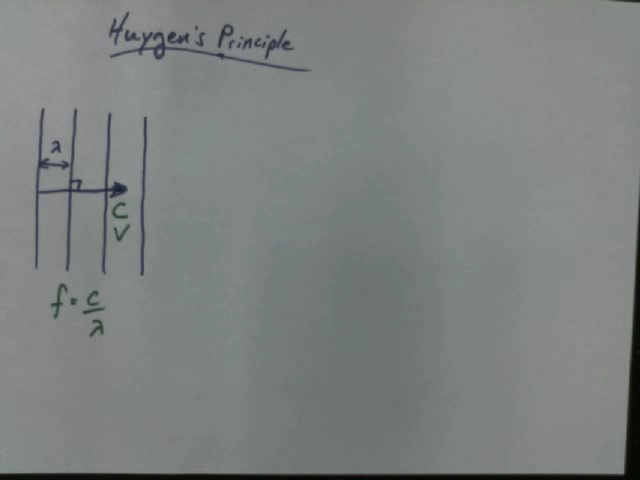 Huygen's Principle
λ
C
V
f = c/λ